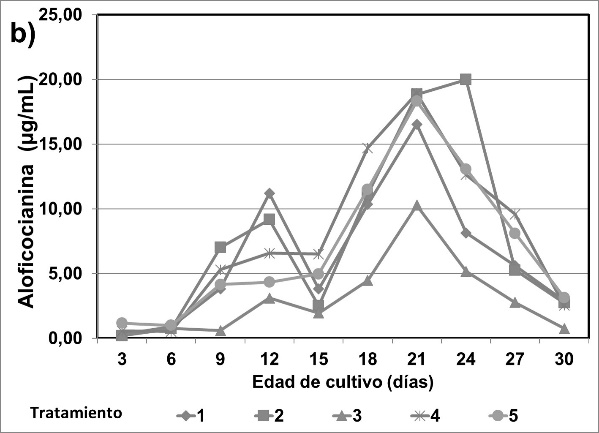 b)
Aloficocianina (µg/mL)
25,00
20,00
15,00
10,00
5,00
0,00
3 6 9 12 15 18 21 24 27 30
Edad de cultivo (días)
Tratamiento 1 2 3 4 5